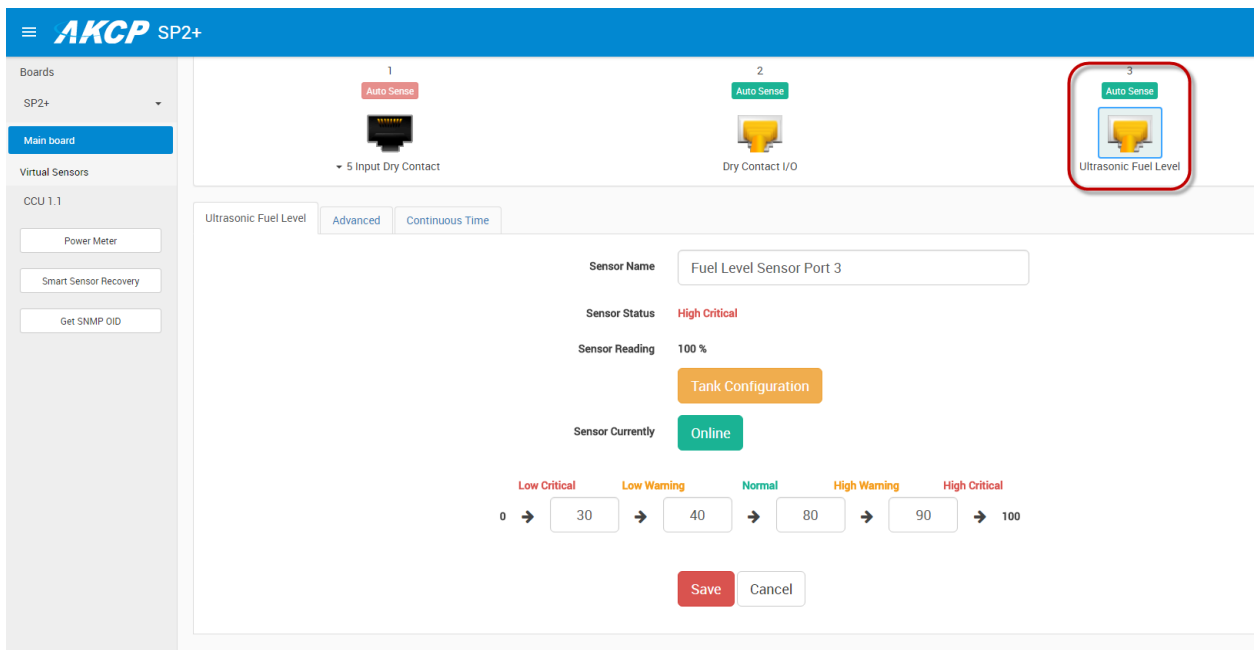 AKCP SP2+
Boards
SP2+
Main board
Virtual Sensors
CCU 1.1
Power Meter
Smart Sensor Recovery
Get SNMP OID
1 2 3
Auto Sense Auto Sense Auto Sense
5 Input Dry Contact Dry Contact I/O Ultrasonic Fuel Level
Ultrasonic Fuel Level Advanced Continuous Time
Sensor Name Fuel Level Sensor Port 3
Sensor Status High Critical
Sensor Reading 100 %
Tank Configuration
Sensor Currently Online
Low Critical Low Warning Normal High Warning High Critical
0 30 40 80 90 100
Save Cancel